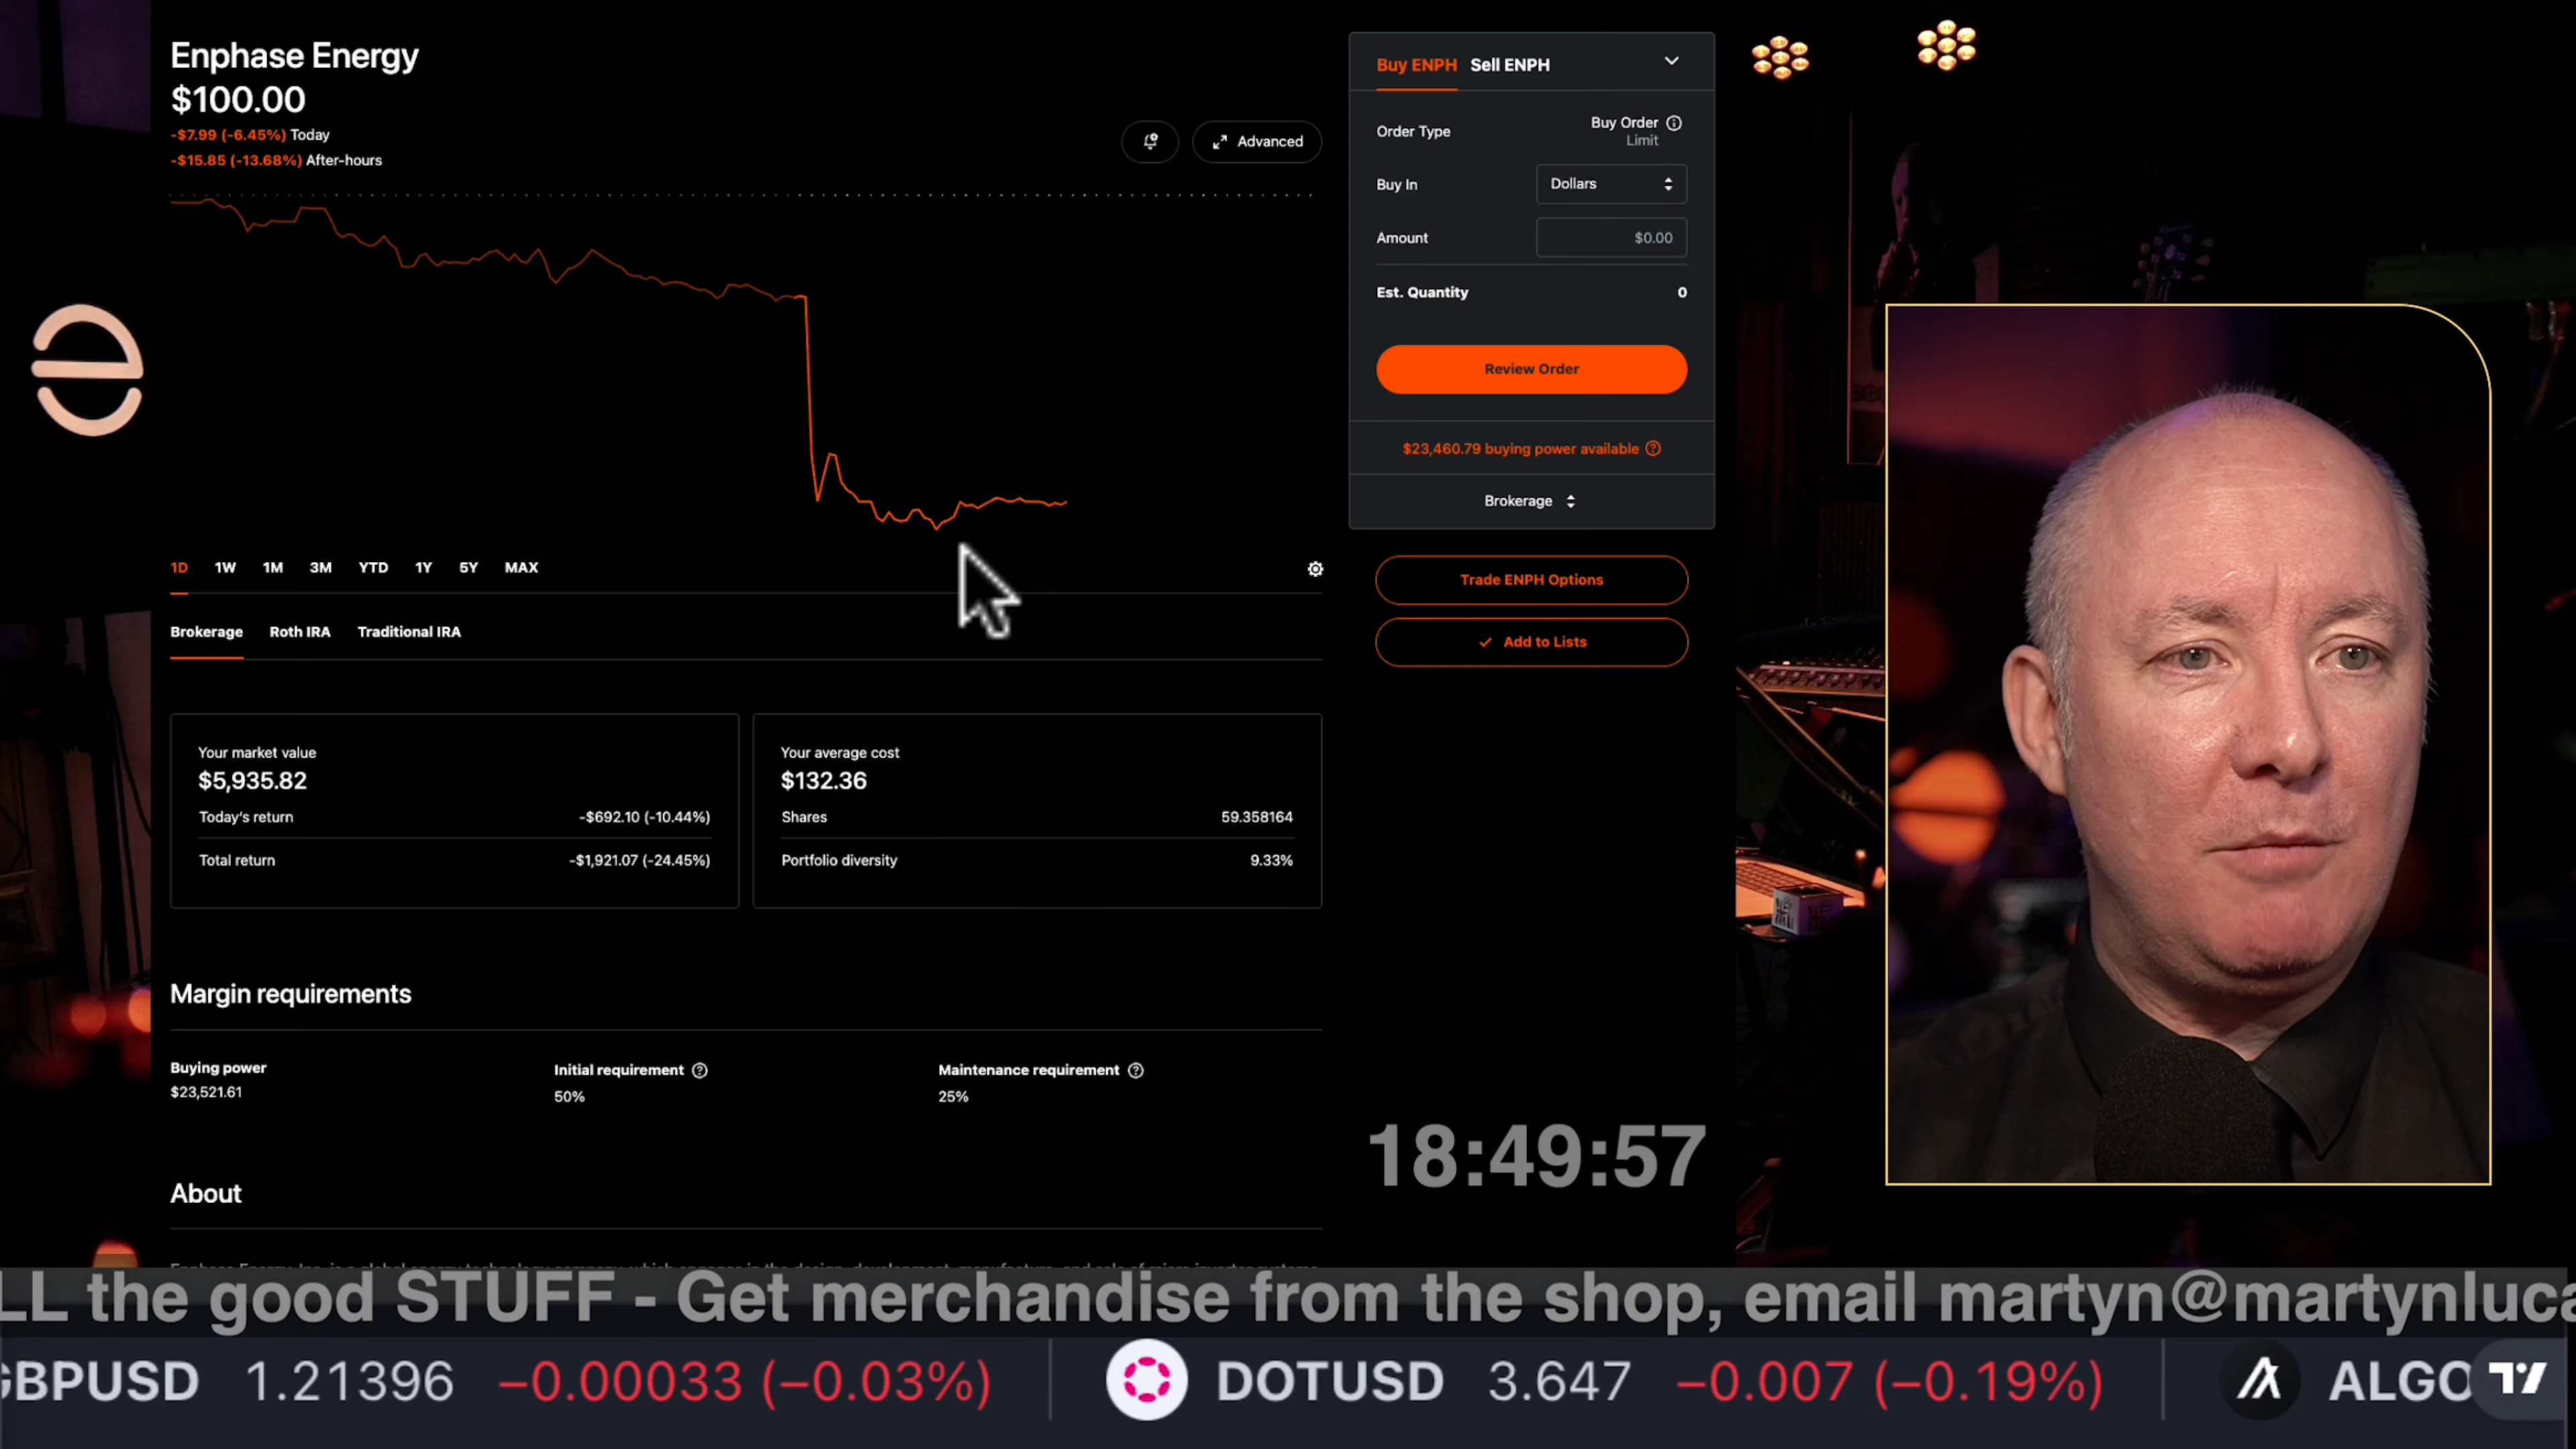 Enphase Energy
$100.00
-$7.99 (-6.45%) Today
-$15.85 (-13.68%) After-hours
Advanced
1D 1W 1M 3M YTD 1Y 5Y MAX
Brokerage Roth IRA Traditional IRA
Your market value
$5,935.82
Today's return -$692.10 (-10.44%)
Total return -$1,921.07 (-24.45%)
Your average cost
$132.36
Shares 59.358164
Portfolio diversity 9.33%
Margin requirements
Buying power
$23,521.61
Initial requirement
50%
Maintenance requirement
25%
About
Buy ENPH Sell ENPH
Order Type Buy Order
Limit
Buy In Dollars
Amount $0.00
Est. Quantity 0
Review Order
$23,460.79 buying power available
Brokerage
Trade ENPH Options
Add to Lists
18:49:57
LL the good STUFF - Get merchandise from the shop, email martyn@martynluca
GBPUSD 1.21396 −0.00033 (−0.03%) DOTUSD 3.647 −0.007 (−0.19%) ALGO